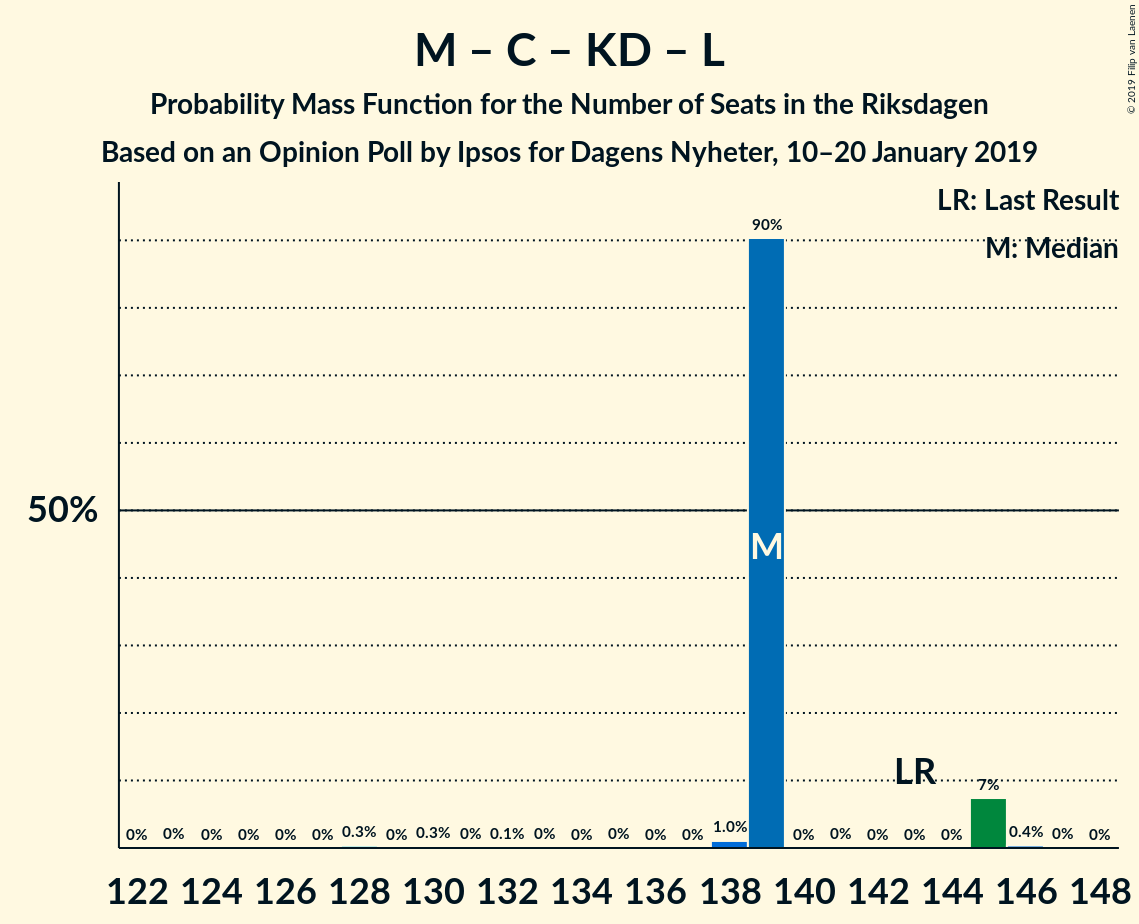 M – C – KD – L
Probability Mass Function for the Number of Seats in the Riksdagen
Based on an Opinion Poll by Ipsos for Dagens Nyheter, 10–20 January 2019
© 2019 Filip van Laenen
LR: Last Result
M: Median
90%
50%
M
LR
7%
0% 0% 0% 0% 0% 0% 0.3% 0% 0.3% 0% 0.1% 0% 0% 0% 0% 0% 1.0% 0% 0% 0% 0% 0% 0.4% 0% 0%
122 124 126 128 130 132 134 136 138 140 142 144 146 148